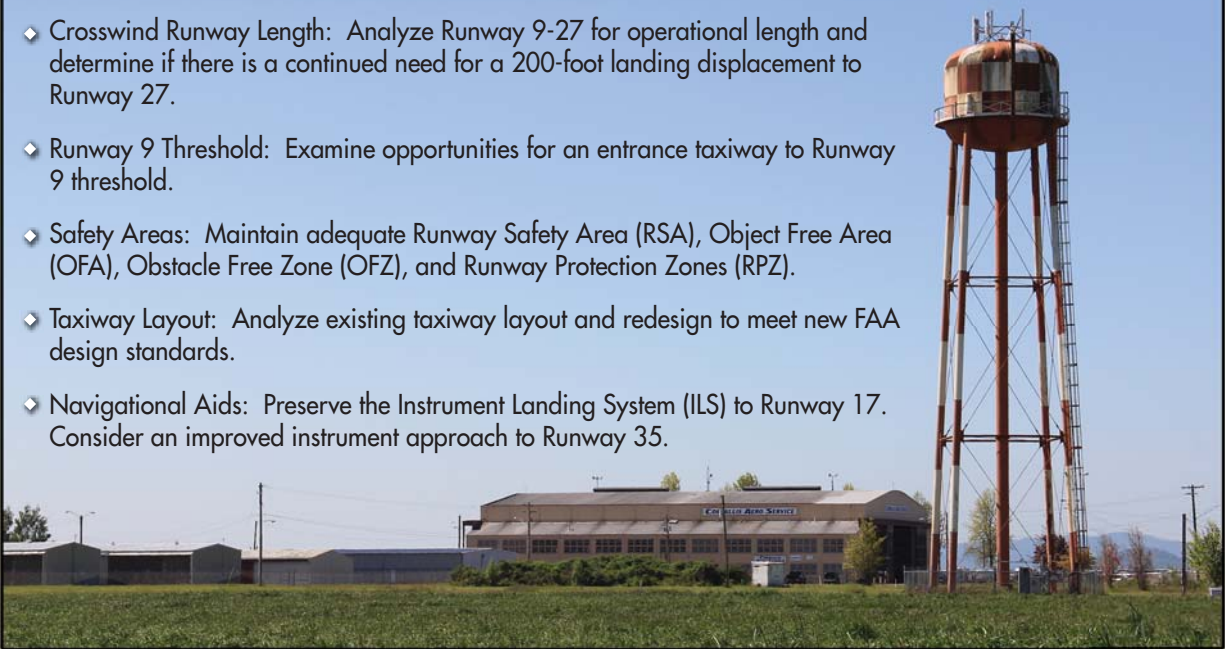 Crosswind Runway Length: Analyze Runway 9-27 for operational length and
determine if there is a continued need for a 200-foot landing displacement to
Runway 27.
Runway 9 Threshold: Examine opportunities for an entrance taxiway to Runway
9 threshold.
Safety Areas: Maintain adequate Runway Safety Area (RSA), Object Free Area
(OFA), Obstacle Free Zone (OFZ), and Runway Protection Zones (RPZ).
Taxiway Layout: Analyze existing taxiway layout and redesign to meet new FAA
design standards.
Navigational Aids: Preserve the Instrument Landing System (ILS) to Runway 17.
Consider an improved instrument approach to Runway 35.
Corvallis Aero Service